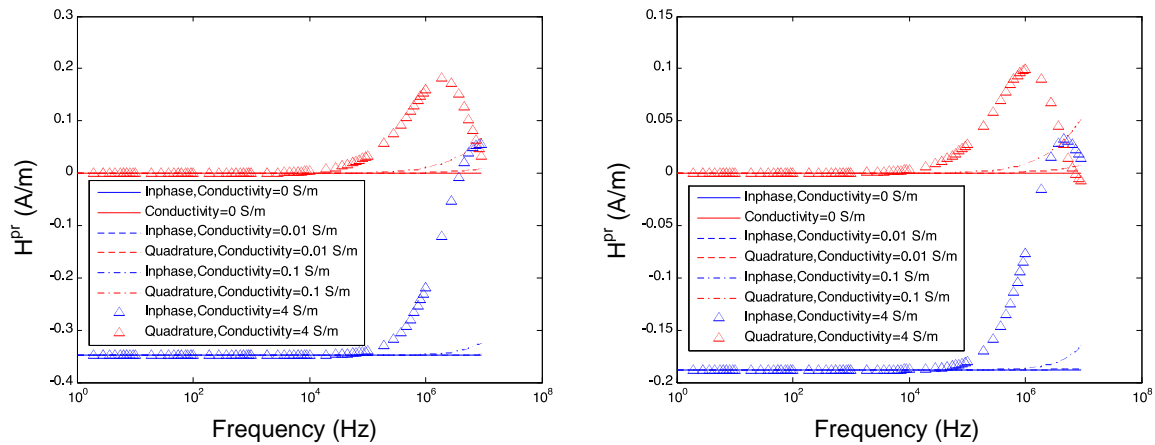 0.3
0.2
0.1
0
-0.1
-0.2
-0.3
-0.4
10^0
10^2
10^4
10^6
10^8
H^pr (A/m)
Frequency (Hz)
Inphase,Conductivity=0 S/m
Conductivity=0 S/m
Inphase,Conductivity=0.01 S/m
Quadrature,Conductivity=0.01 S/m
Inphase,Conductivity=0.1 S/m
Quadrature,Conductivity=0.1 S/m
Inphase,Conductivity=4 S/m
Quadrature,Conductivity=4 S/m
0.15
0.1
0.05
0
-0.05
-0.1
-0.15
-0.2
10^0
10^2
10^4
10^6
10^8
H^pr (A/m)
Frequency (Hz)
Inphase,Conductivity=0 S/m
Conductivity=0 S/m
Inphase,Conductivity=0.01 S/m
Quadrature,Conductivity=0.01 S/m
Inphase,Conductivity=0.1 S/m
Quadrature,Conductivity=0.1 S/m
Inphase,Conductivity=4 S/m
Quadrature,Conductivity=4 S/m